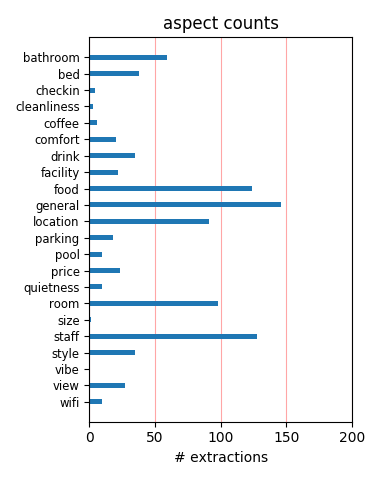 aspect counts
bathroom
bed
checkin
cleanliness
coffee
comfort
drink
facility
food
general
location
parking
pool
price
quietness
room
size
staff
style
vibe
view
wifi
0 50 100 150 200
# extractions